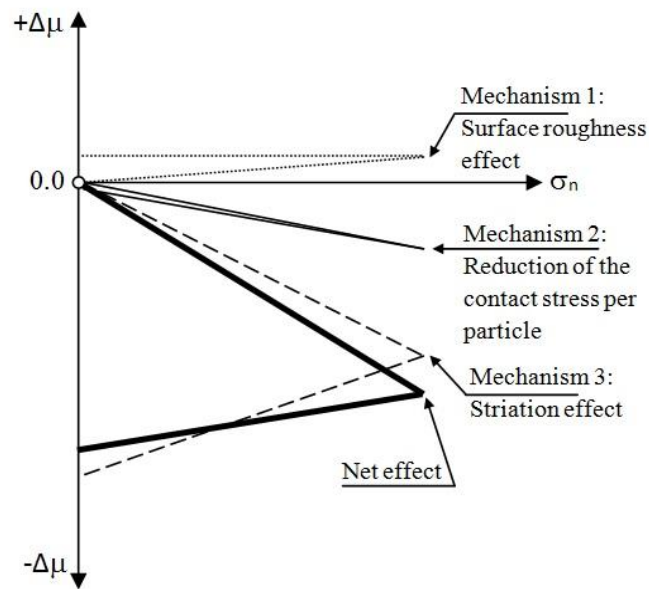 +Δμ
Mechanism 1:
Surface roughness
effect
0.0
σn
Mechanism 2:
Reduction of the
contact stress per
particle
Mechanism 3:
Striation effect
Net effect
-Δμ